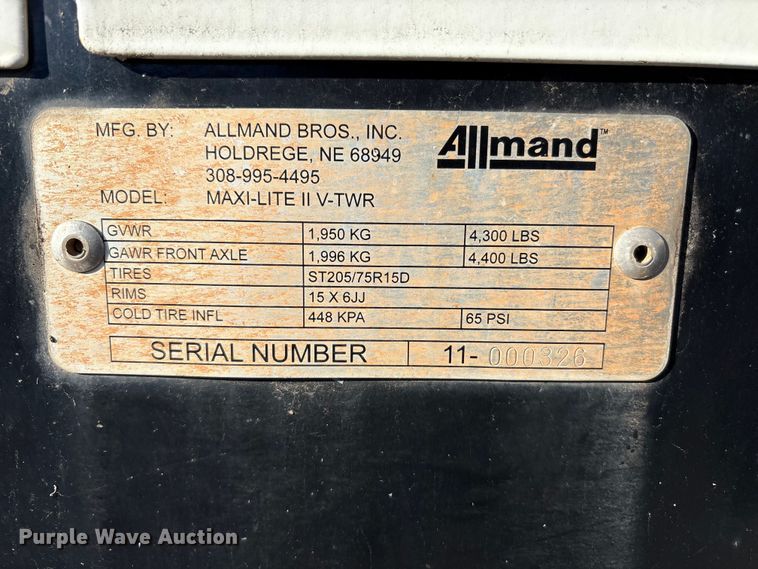 MFG. BY: ALLMAND BROS., INC.
HOLDREGE, NE 68949
308-995-4495
Allmand™
MODEL: MAXI-LITE II V-TWR
GVWR 1,950 KG 4,300 LBS
GAWR FRONT AXLE 1,996 KG 4,400 LBS
TIRES ST205/75R15D
RIMS 15 X 6JJ
COLD TIRE INFL 448 KPA 65 PSI
SERIAL NUMBER 11-000326
Purple Wave Auction